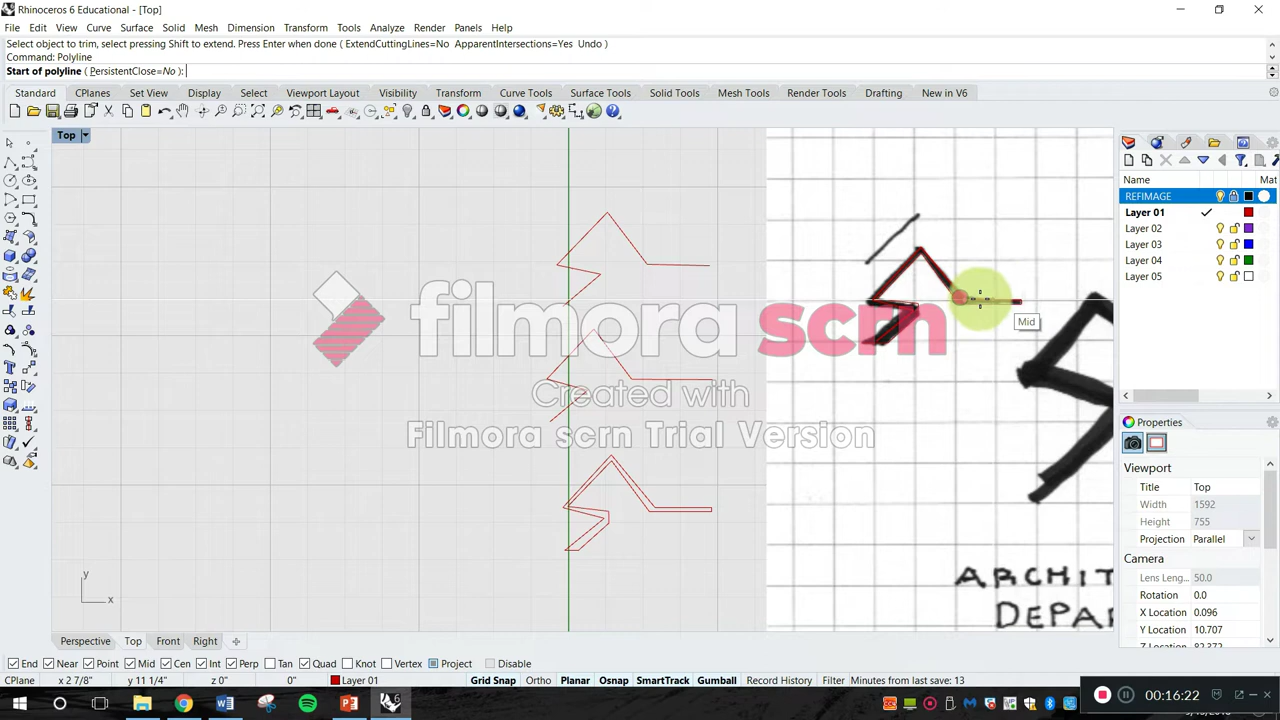 Rhinoceros 6 Educational - [Top]
File Edit View Curve Surface Solid Mesh Dimension Transform Tools Analyze Render Panels Help
Select object to trim, select pressing Shift to extend. Press Enter when done ( ExtendCuttingLines=No ApparentIntersections=Yes Undo )
Command: Polyline
Start of polyline ( PersistentClose=No ):
Standard CPlanes Set View Display Select Viewport Layout Visibility Transform Curve Tools Surface Tools Solid Tools Mesh Tools Render Tools Drafting New in V6
Top
Name Mat
REFIMAGE
Layer 01
Layer 02
Layer 03
Layer 04
Layer 05
Mid
filmora scrn
Created with
Filmora scrn Trial Version
ARCHIT
DEPA
Properties
Viewport
Title Top
Width 1592
Height 755
Projection Parallel
Camera
Lens Leng... 50.0
Rotation 0.0
X Location 0.096
Y Location 10.707
y
x
Perspective Top Front Right
End Near Point Mid Cen Int Perp Tan Quad Knot Vertex Project Disable
CPlane x 2 7/8" y 11 1/4" z 0" 0" Layer 01 Grid Snap Ortho Planar Osnap SmartTrack Gumball Record History Filter Minutes from last save: 13
00:16:22